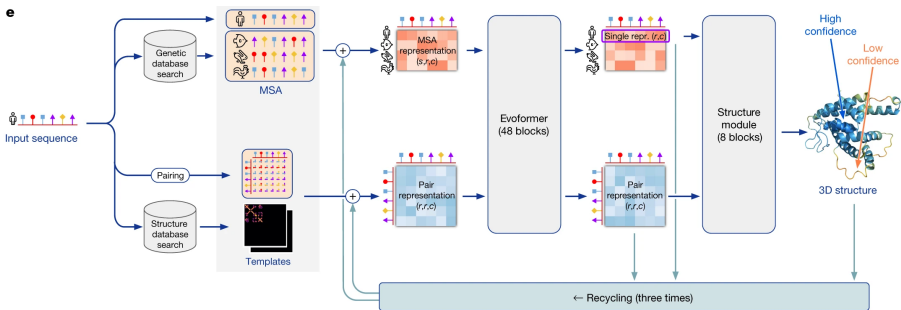 e
Input sequence
Genetic
database
search
MSA
Pairing
Structure
database
search
Templates
+
+
MSA
representation
(s,r,c)
Pair
representation
(r,r,c)
Evoformer
(48 blocks)
Single repr. (r,c)
Pair
representation
(r,r,c)
Structure
module
(8 blocks)
High
confidence
Low
confidence
3D structure
← Recycling (three times)